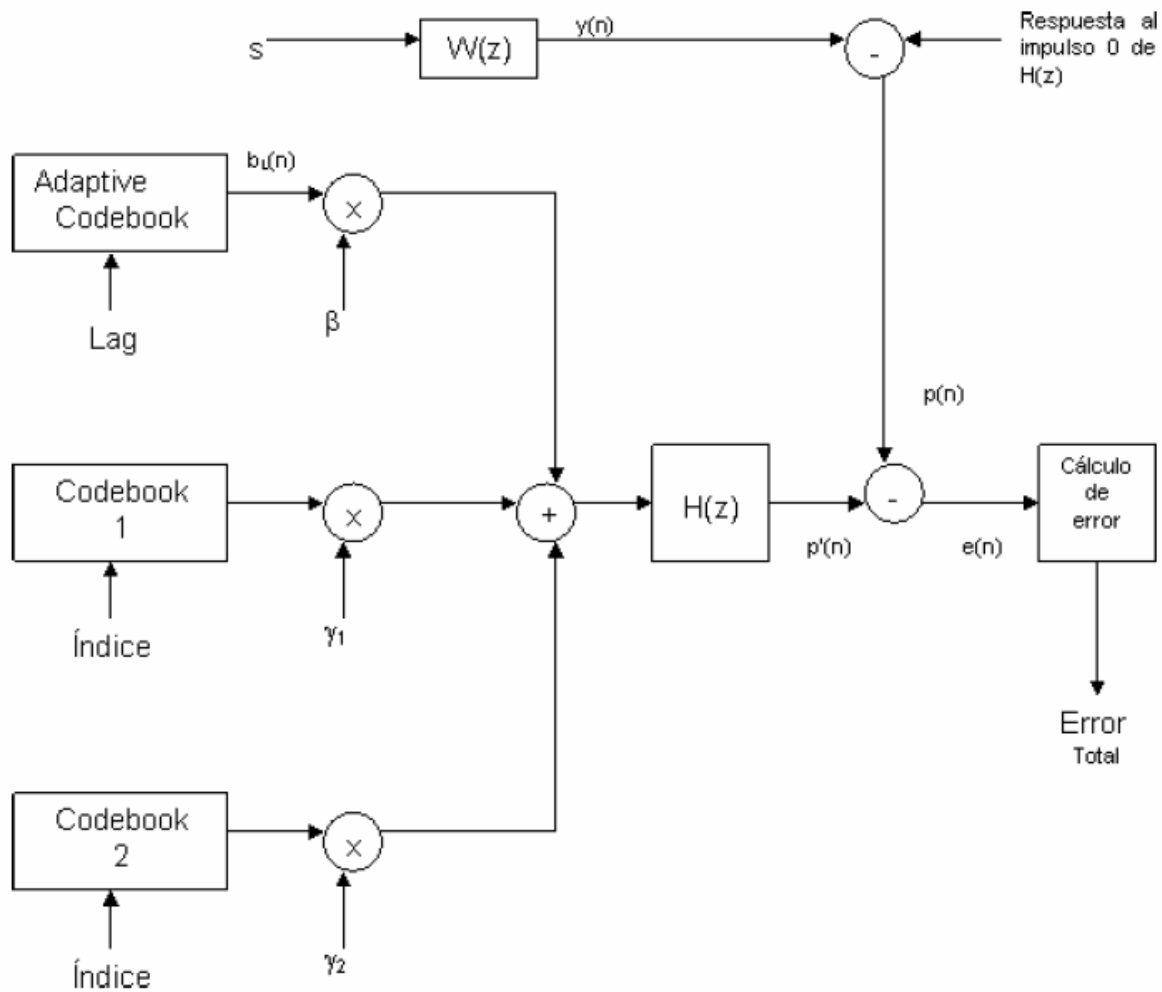 S
W(z)
y(n)
-
Respuesta al
impulso 0 de
H(z)
Adaptive
Codebook
bL(n)
x
Lag
β
p(n)
Codebook
1
x
+
H(z)
p'(n)
-
e(n)
Cálculo
de
error
Índice
γ1
Error
Total
Codebook
2
x
Índice
γ2